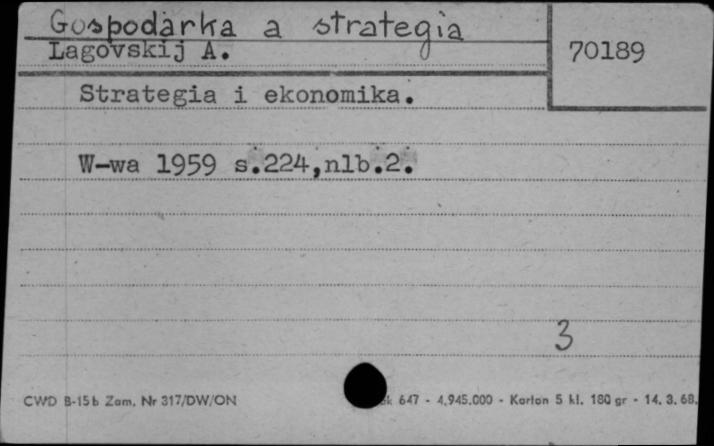 Gospodarka a strategia
Lagovskij A.
70189
Strategia i ekonomika.
W-wa 1959 s.224,nlb.2.
3
CWD B-15b Zam. Nr 317/DW/ON
647 - 4.945.000 - Karton 5 kl. 180 gr - 14. 3. 68.